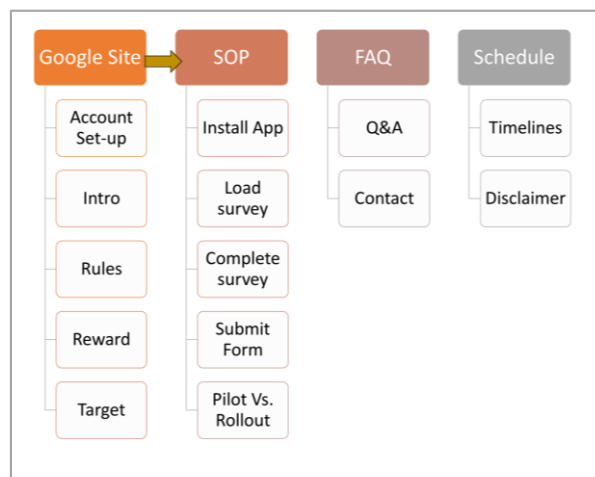 Google Site
SOP
FAQ
Schedule
Account
Set-up
Intro
Rules
Reward
Target
Install App
Load
survey
Complete
survey
Submit
Form
Pilot Vs.
Rollout
Q&A
Contact
Timelines
Disclaimer